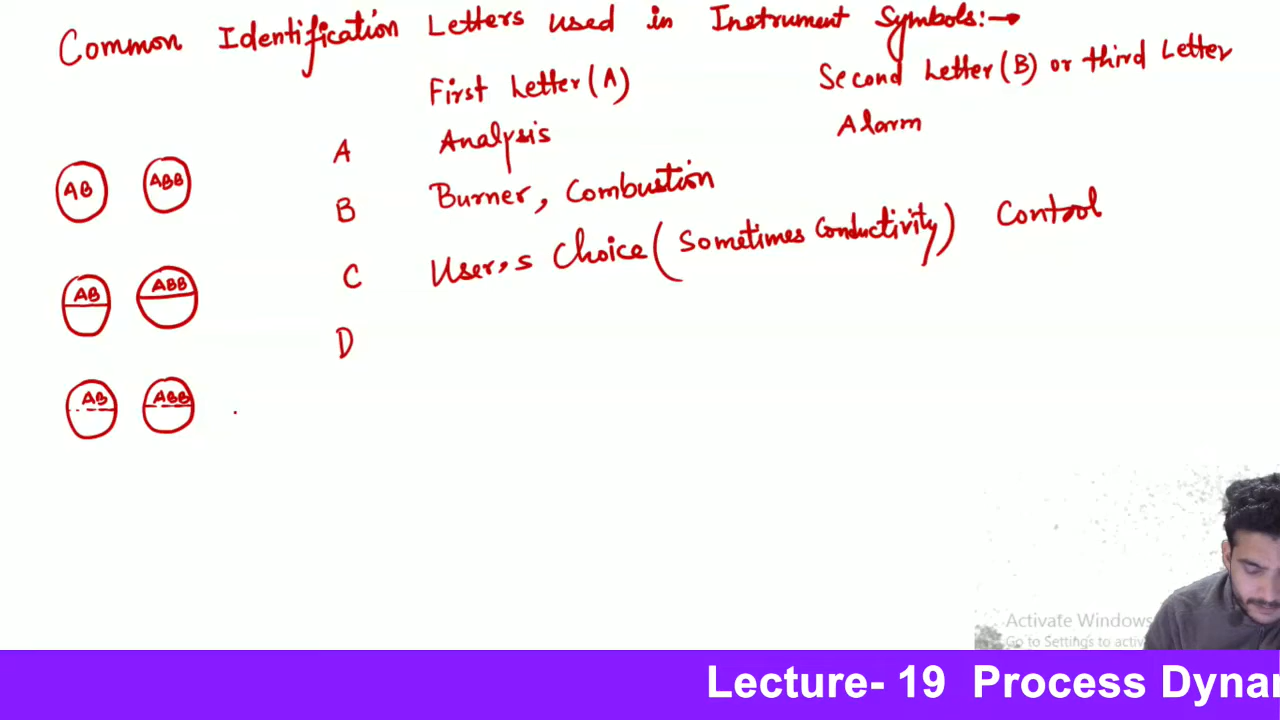 Common Identification Letters used in Instrument Symbols:→
First Letter (A) Second Letter (B) or third Letter
A Analysis Alarm
B Burner, Combustion
C User,s Choice (Sometimes Conductivity) Control
D
AB ABB
AB ABB
AB ABB
Activate Windows
Go to Settings to activ
Lecture- 19 Process Dynar